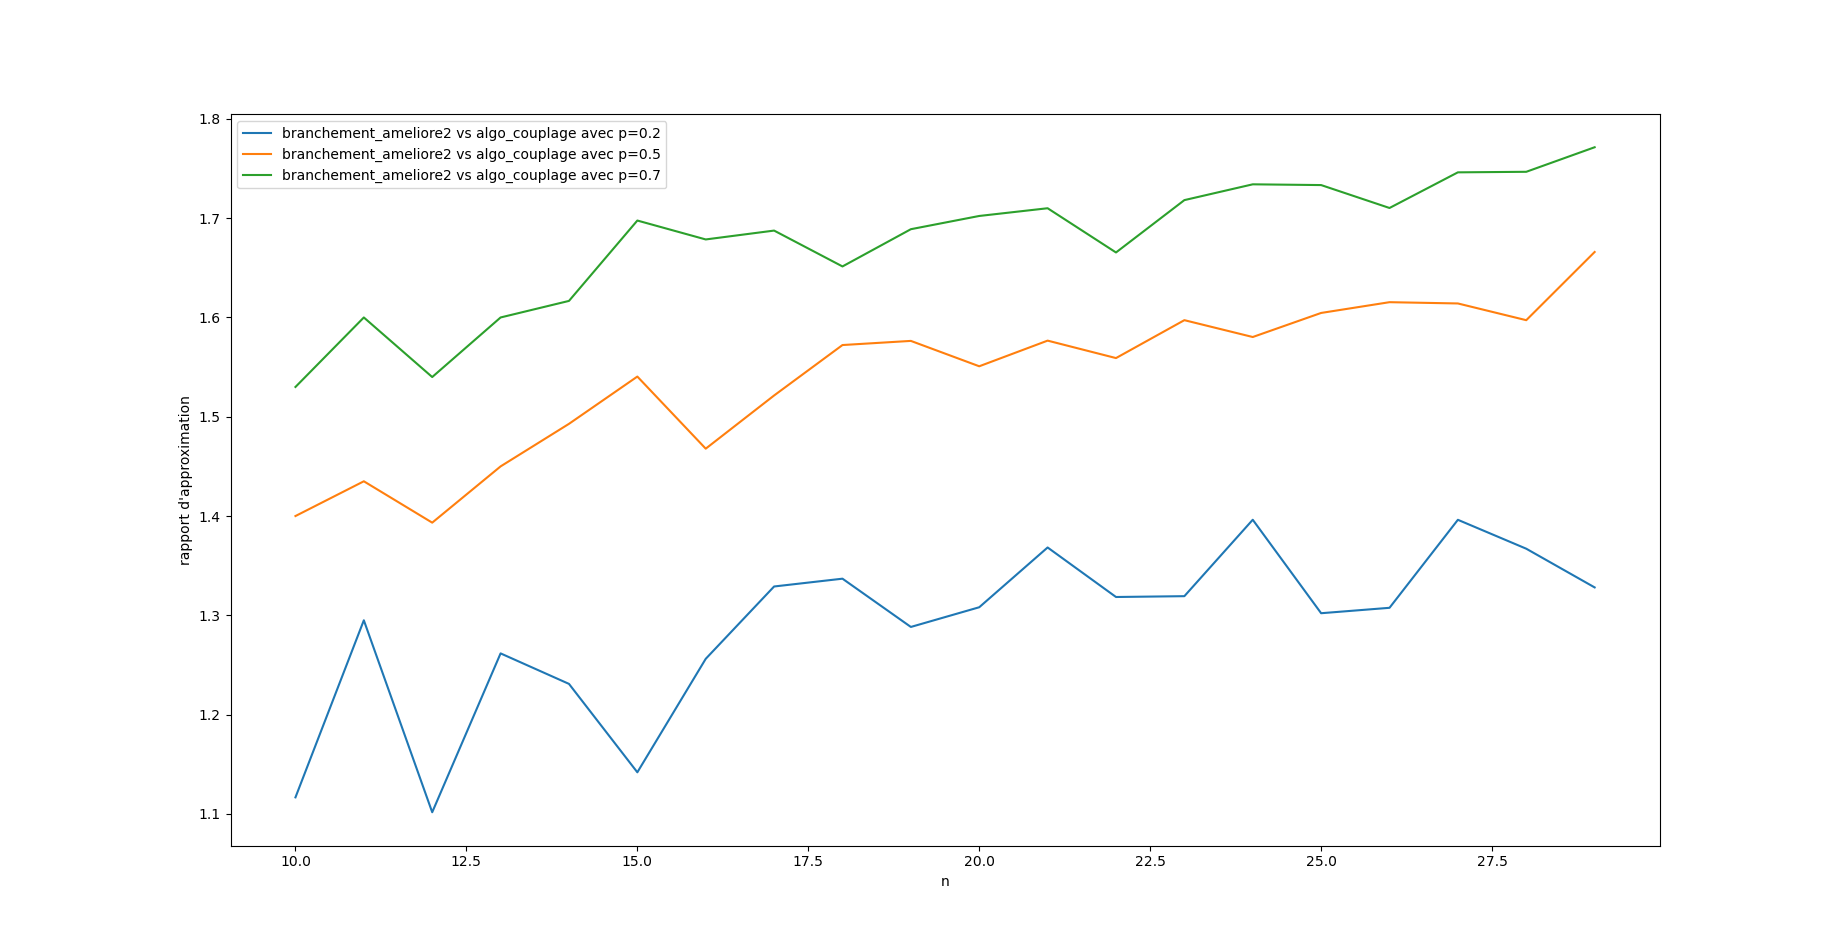 branchement_ameliore2 vs algo_couplage avec p=0.2
branchement_ameliore2 vs algo_couplage avec p=0.5
branchement_ameliore2 vs algo_couplage avec p=0.7
rapport d'approximation
1.8
1.7
1.6
1.5
1.4
1.3
1.2
1.1
10.0 12.5 15.0 17.5 20.0 22.5 25.0 27.5
n